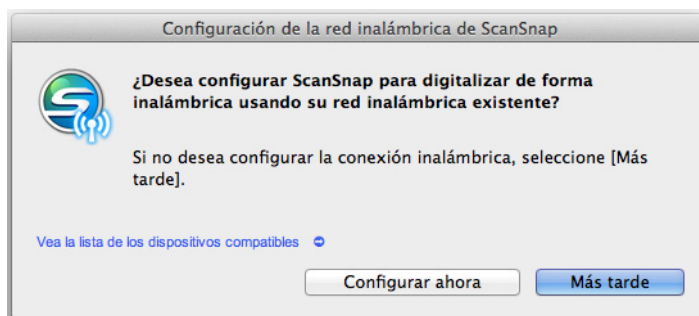 Configuración de la red inalámbrica de ScanSnap
¿Desea configurar ScanSnap para digitalizar de forma
inalámbrica usando su red inalámbrica existente?
Si no desea configurar la conexión inalámbrica, seleccione [Más
tarde].
Vea la lista de los dispositivos compatibles
Configurar ahora
Más tarde